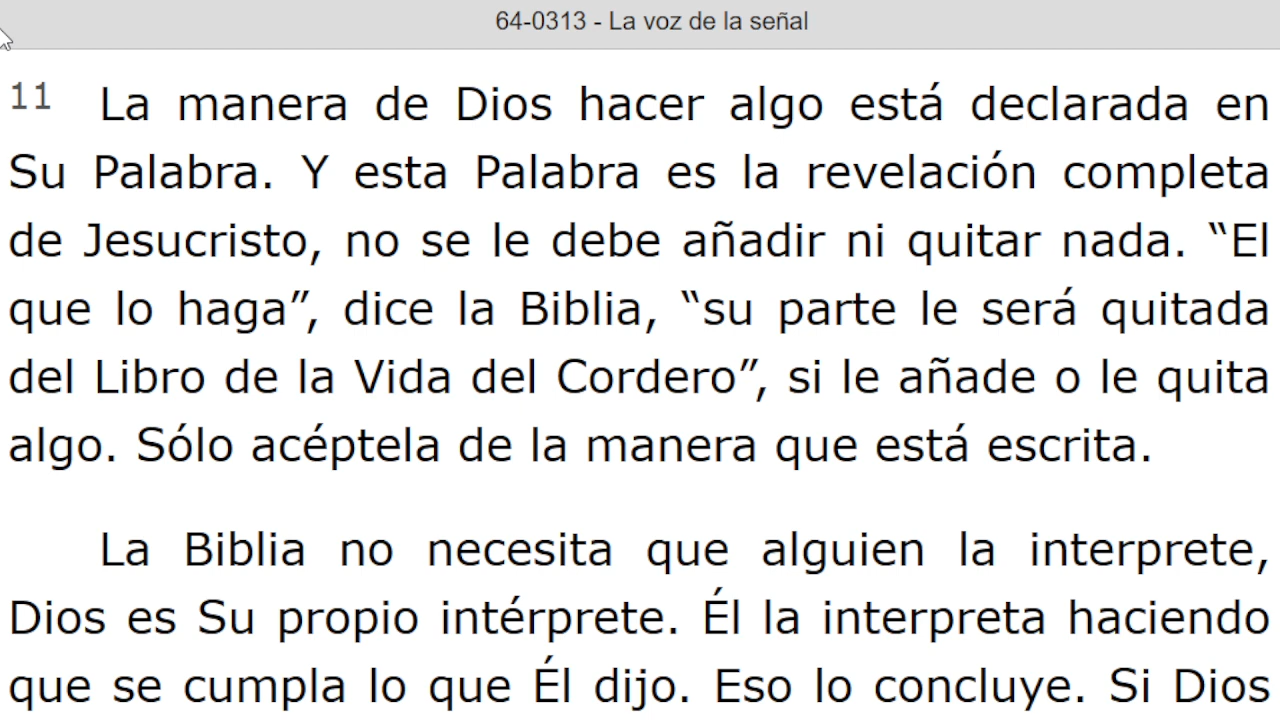 64-0313 - La voz de la señal
11 La manera de Dios hacer algo está declarada en
Su Palabra. Y esta Palabra es la revelación completa
de Jesucristo, no se le debe añadir ni quitar nada. “El
que lo haga”, dice la Biblia, “su parte le será quitada
del Libro de la Vida del Cordero”, si le añade o le quita
algo. Sólo acéptela de la manera que está escrita.
La Biblia no necesita que alguien la interprete,
Dios es Su propio intérprete. Él la interpreta haciendo
que se cumpla lo que Él dijo. Eso lo concluye. Si Dios